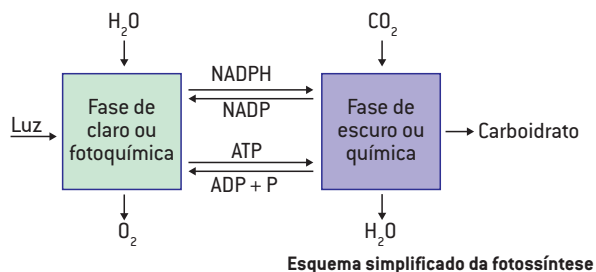 H₂O
CO₂
NADPH
NADP
Fase de
claro ou
fotoquímica
Luz
Fase de
escuro ou
química
Carboidrato
ATP
ADP + P
O₂
H₂O
Esquema simplificado da fotossíntese